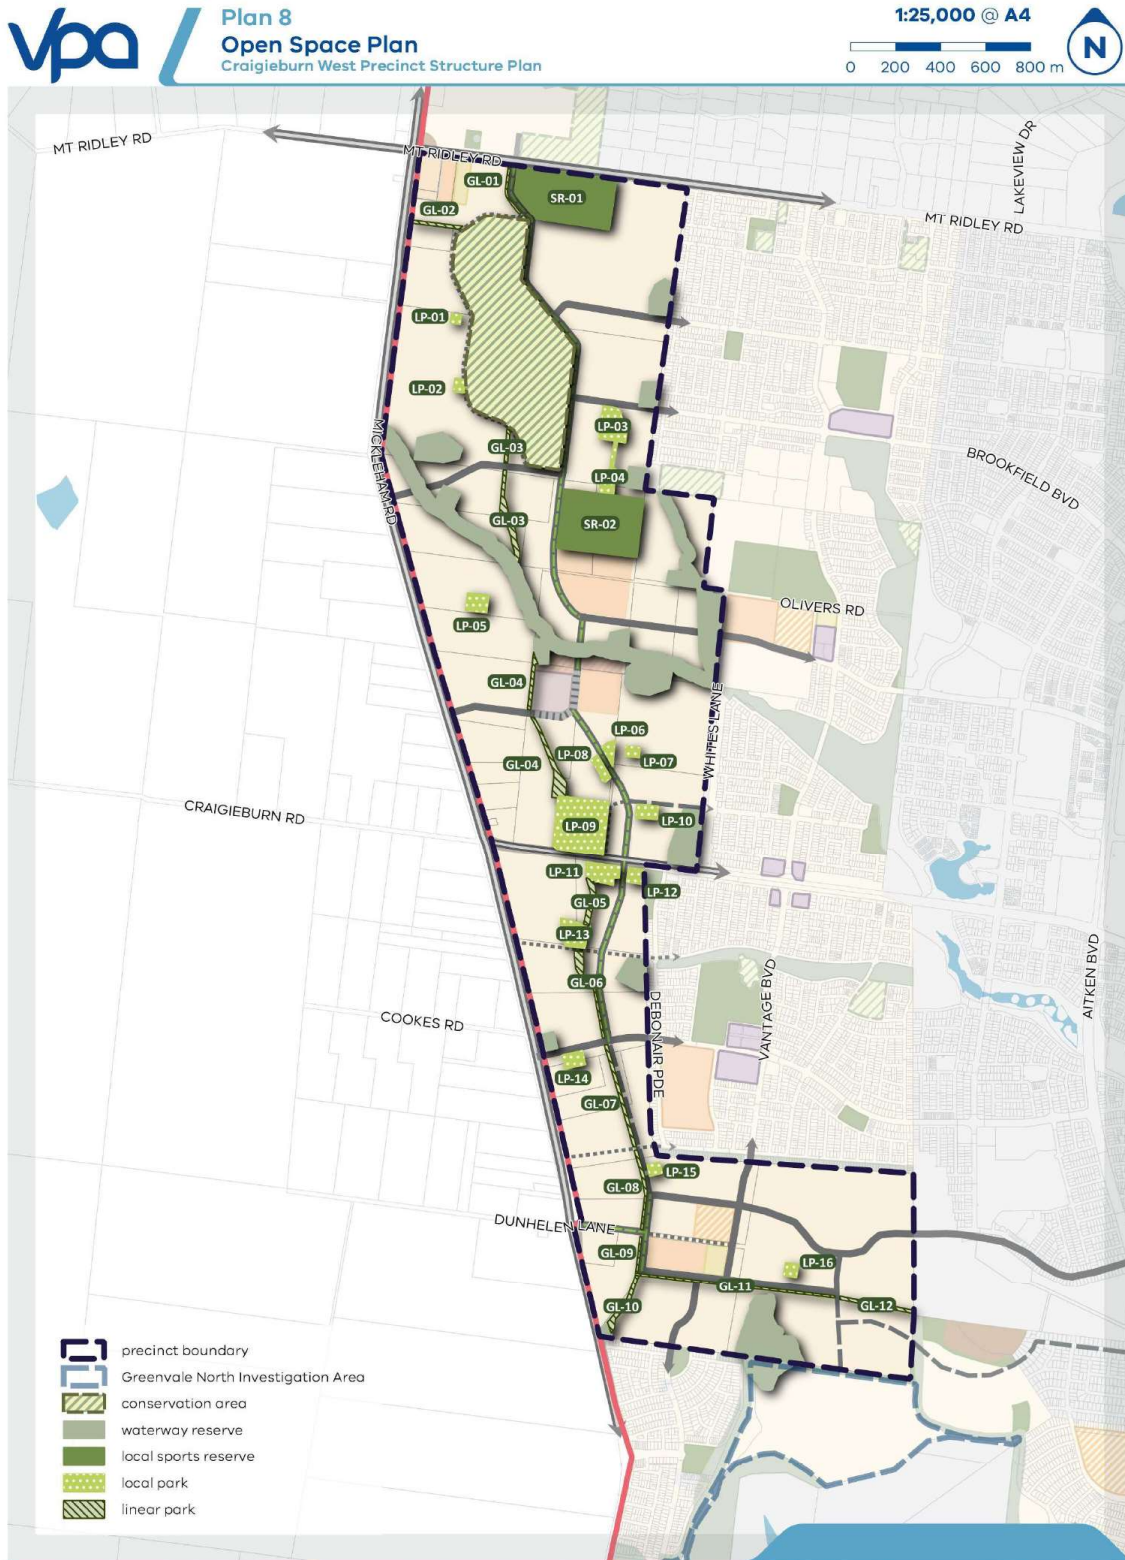 vpa
Plan 8
Open Space Plan
Craigieburn West Precinct Structure Plan
1:25,000 @ A4
0 200 400 600 800 m
N
MT RIDLEY RD
MT RIDLEY RD
LAKEVIEW DR
MT RIDLEY RD
GL-01
SR-01
GL-02
LP-01
LP-02
MICKLEHAM RD
LP-03
GL-03
LP-04
BROOKFIELD BVD
GL-03
SR-02
LP-05
OLIVERS RD
GL-04
WHITES LANE
LP-06
LP-08
LP-07
GL-04
CRAIGIEBURN RD
LP-09
LP-10
LP-11
LP-12
GL-05
LP-13
GL-06
COOKES RD
DEBONAIR PDE
VANTAGE BVD
AITKEN BVD
LP-14
GL-07
LP-15
GL-08
DUNHELEN LANE
GL-09
LP-16
GL-11
GL-10
GL-12
precinct boundary
Greenvale North Investigation Area
conservation area
waterway reserve
local sports reserve
local park
linear park